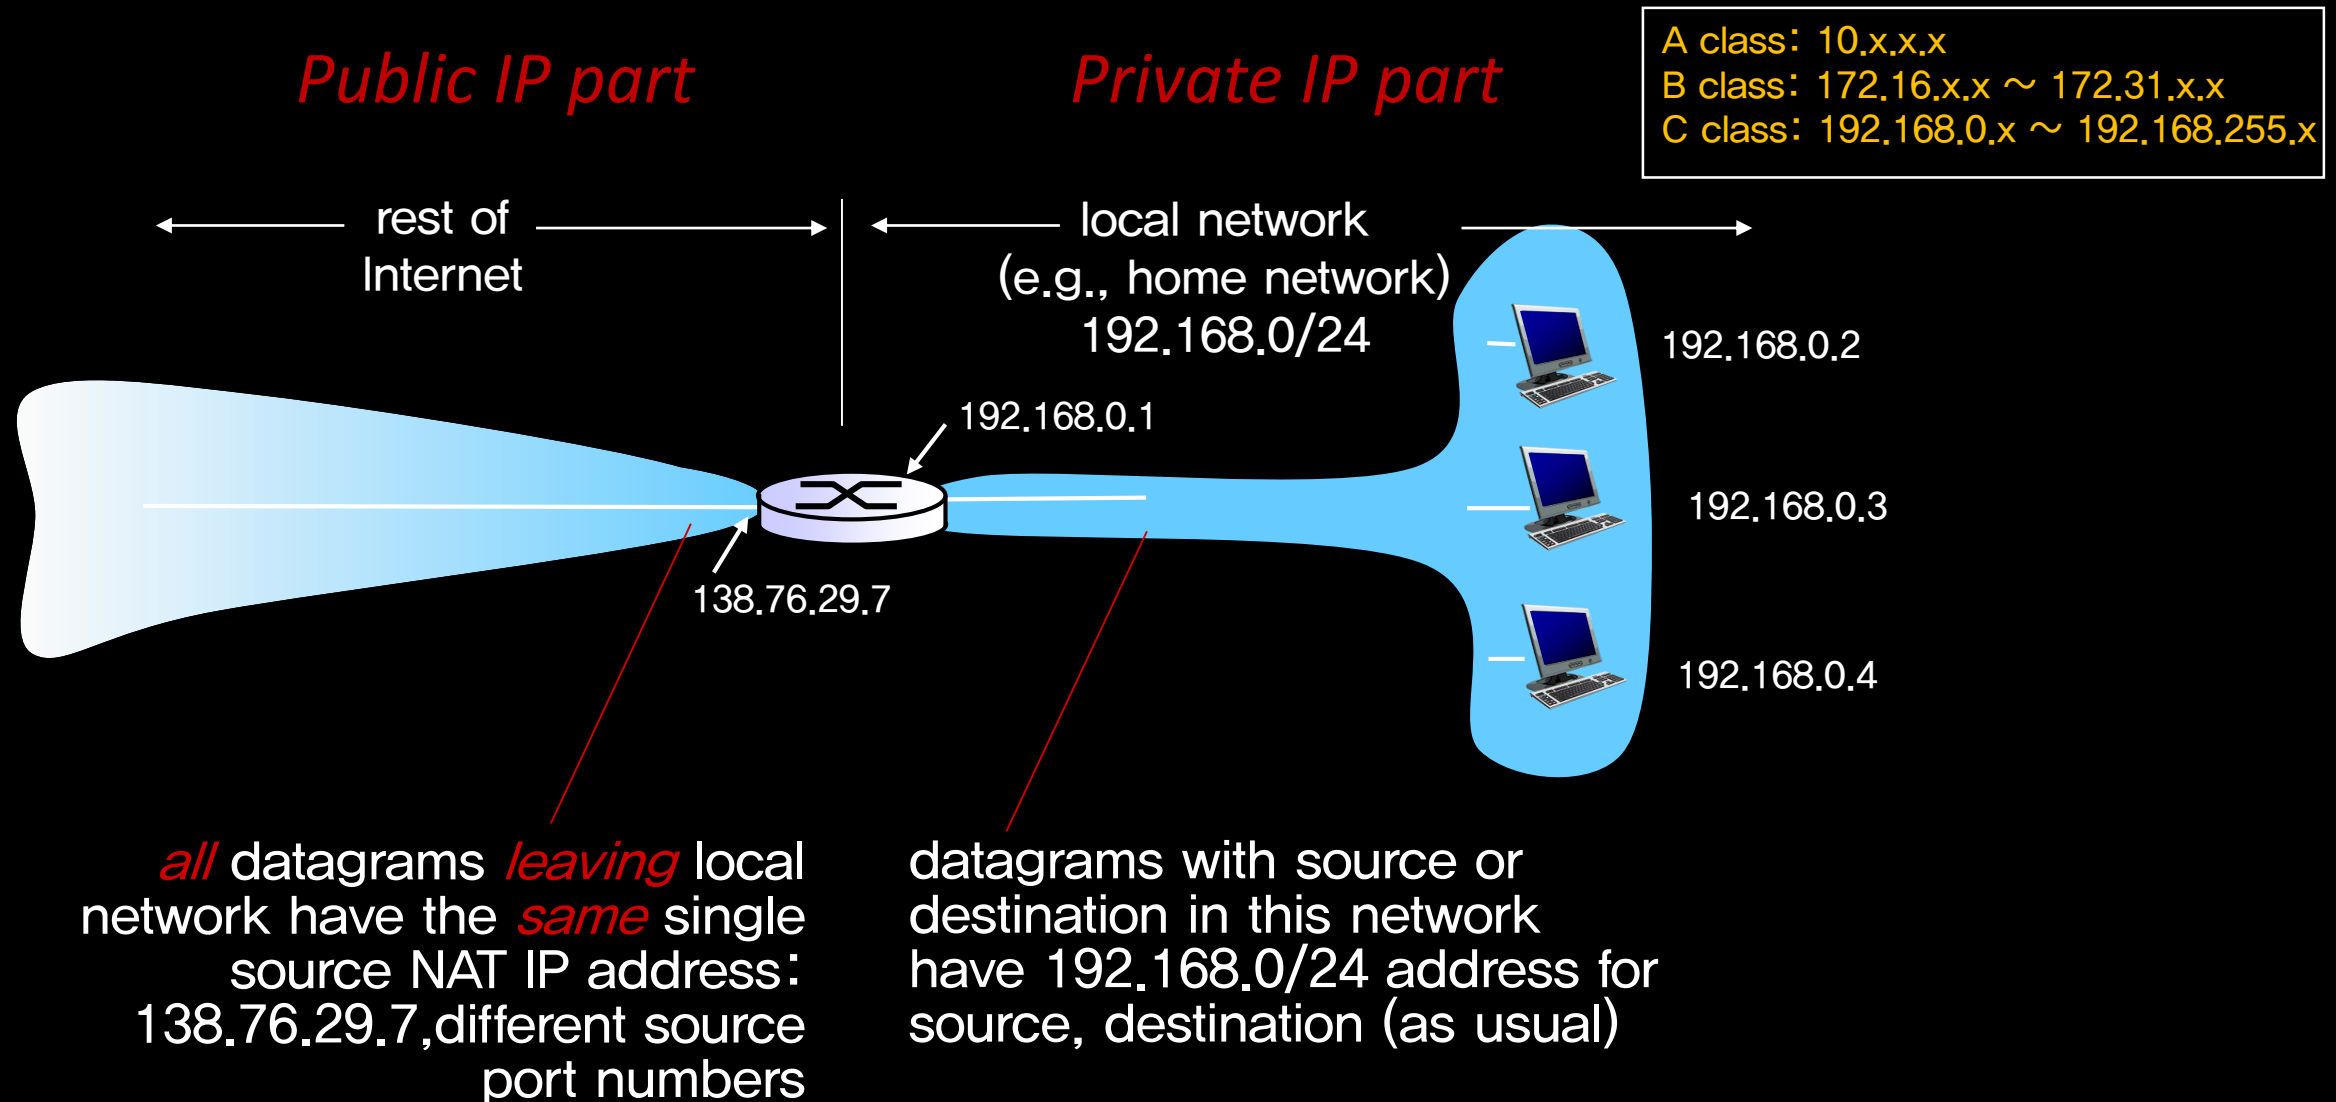 Public IP part
Private IP part
A class: 10.x.x.x
B class: 172.16.x.x ~ 172.31.x.x
C class: 192.168.0.x ~ 192.168.255.x
rest of
Internet
local network
(e.g., home network)
192.168.0/24
192.168.0.2
192.168.0.1
192.168.0.3
138.76.29.7
192.168.0.4
all datagrams leaving local
network have the same single
source NAT IP address:
138.76.29.7,different source
port numbers
datagrams with source or
destination in this network
have 192.168.0/24 address for
source, destination (as usual)